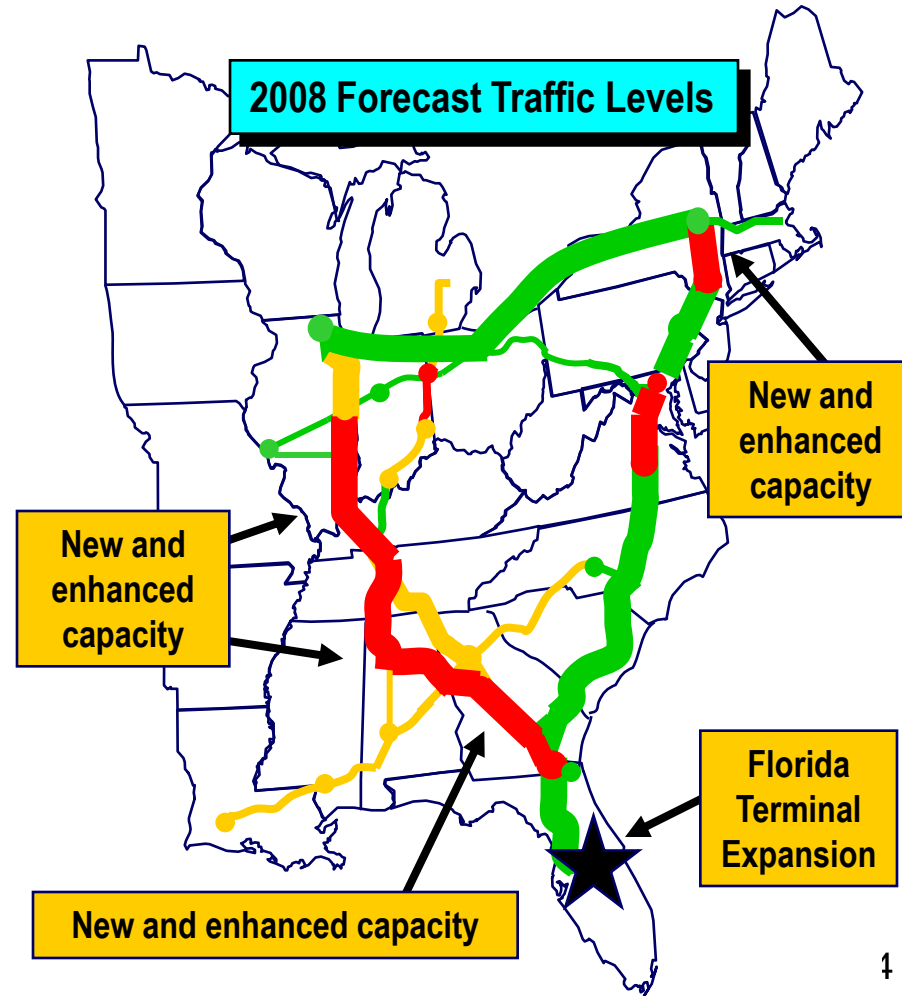 2008 Forecast Traffic Levels
New and
enhanced
capacity
New and
enhanced
capacity
Florida
Terminal
Expansion
New and enhanced capacity